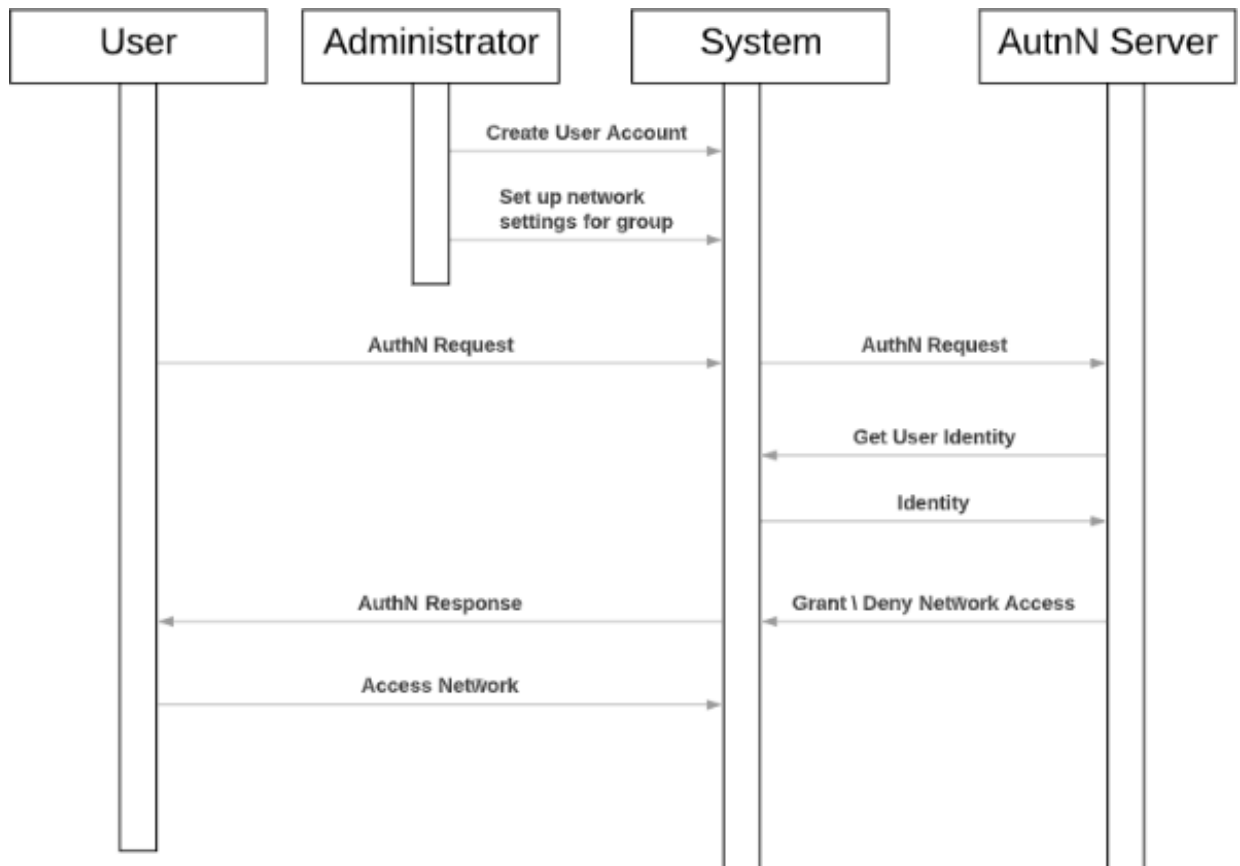 User
Administrator
System
AutnN Server
Create User Account
Set up network
settings for group
AuthN Request
AuthN Request
Get User Identity
Identity
AuthN Response
Grant \ Deny Network Access
Access Network